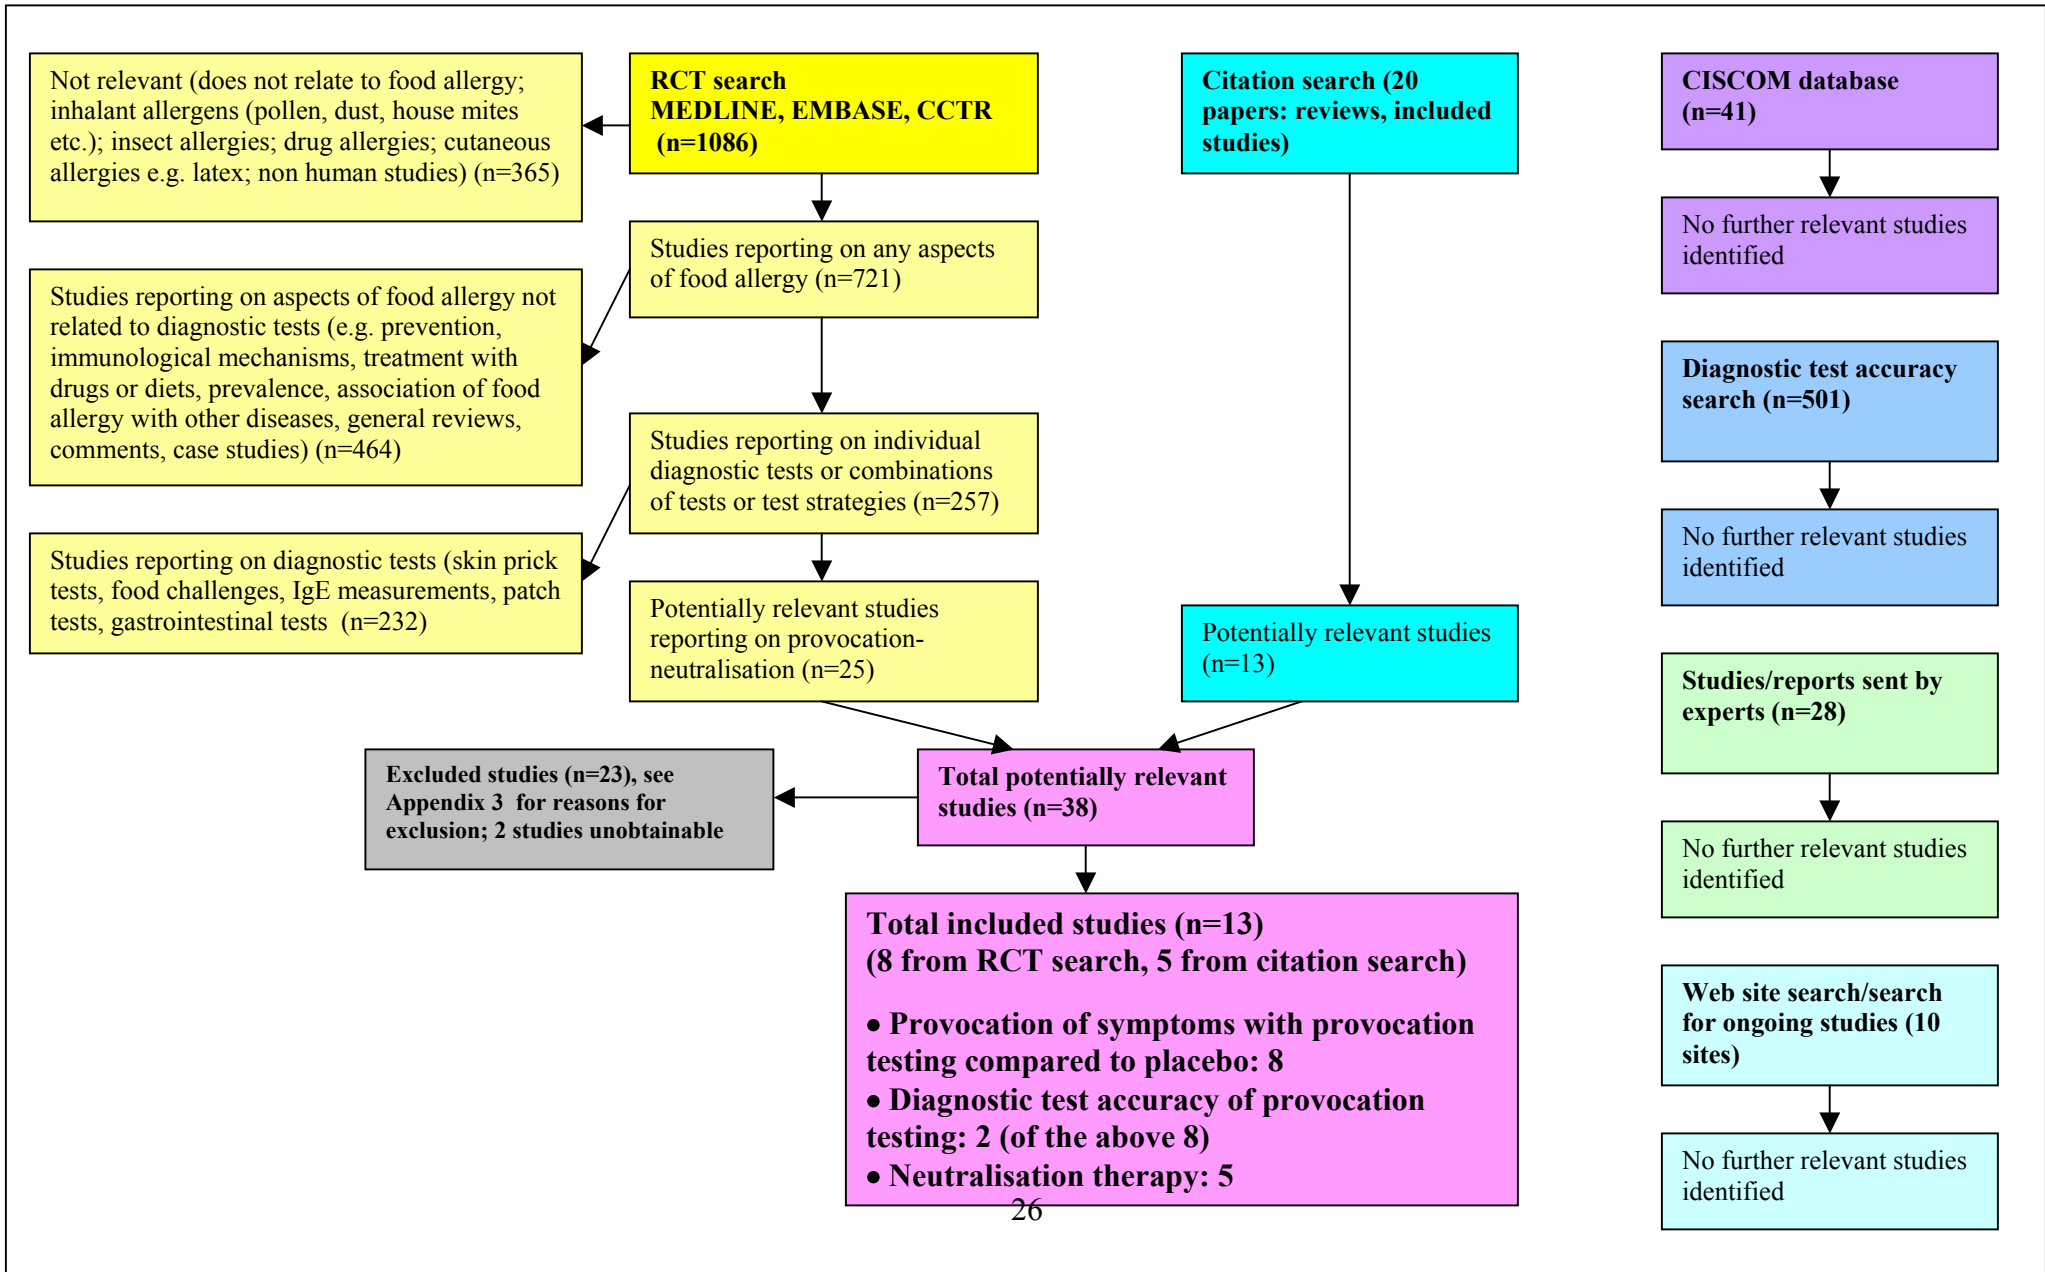 Not relevant (does not relate to food allergy;
inhalant allergens (pollen, dust, house mites
etc.); insect allergies; drug allergies; cutaneous
allergies e.g. latex; non human studies) (n=365)
RCT search
MEDLINE, EMBASE, CCTR
(n=1086)
Citation search (20
papers: reviews, included
studies)
CISCOM database
(n=41)
No further relevant studies
identified
Studies reporting on any aspects
of food allergy (n=721)
Studies reporting on aspects of food allergy not
related to diagnostic tests (e.g. prevention,
immunological mechanisms, treatment with
drugs or diets, prevalence, association of food
allergy with other diseases, general reviews,
comments, case studies) (n=464)
Diagnostic test accuracy
search (n=501)
Studies reporting on individual
diagnostic tests or combinations
of tests or test strategies (n=257)
No further relevant studies
identified
Studies reporting on diagnostic tests (skin prick
tests, food challenges, IgE measurements, patch
tests, gastrointestinal tests (n=232)
Potentially relevant studies
reporting on provocation-
neutralisation (n=25)
Potentially relevant studies
(n=13)
Studies/reports sent by
experts (n=28)
Excluded studies (n=23), see
Appendix 3 for reasons for
exclusion; 2 studies unobtainable
Total potentially relevant
studies (n=38)
No further relevant studies
identified
Total included studies (n=13)
(8 from RCT search, 5 from citation search)
• Provocation of symptoms with provocation
testing compared to placebo: 8
• Diagnostic test accuracy of provocation
testing: 2 (of the above 8)
• Neutralisation therapy: 5
Web site search/search
for ongoing studies (10
sites)
No further relevant studies
identified
26